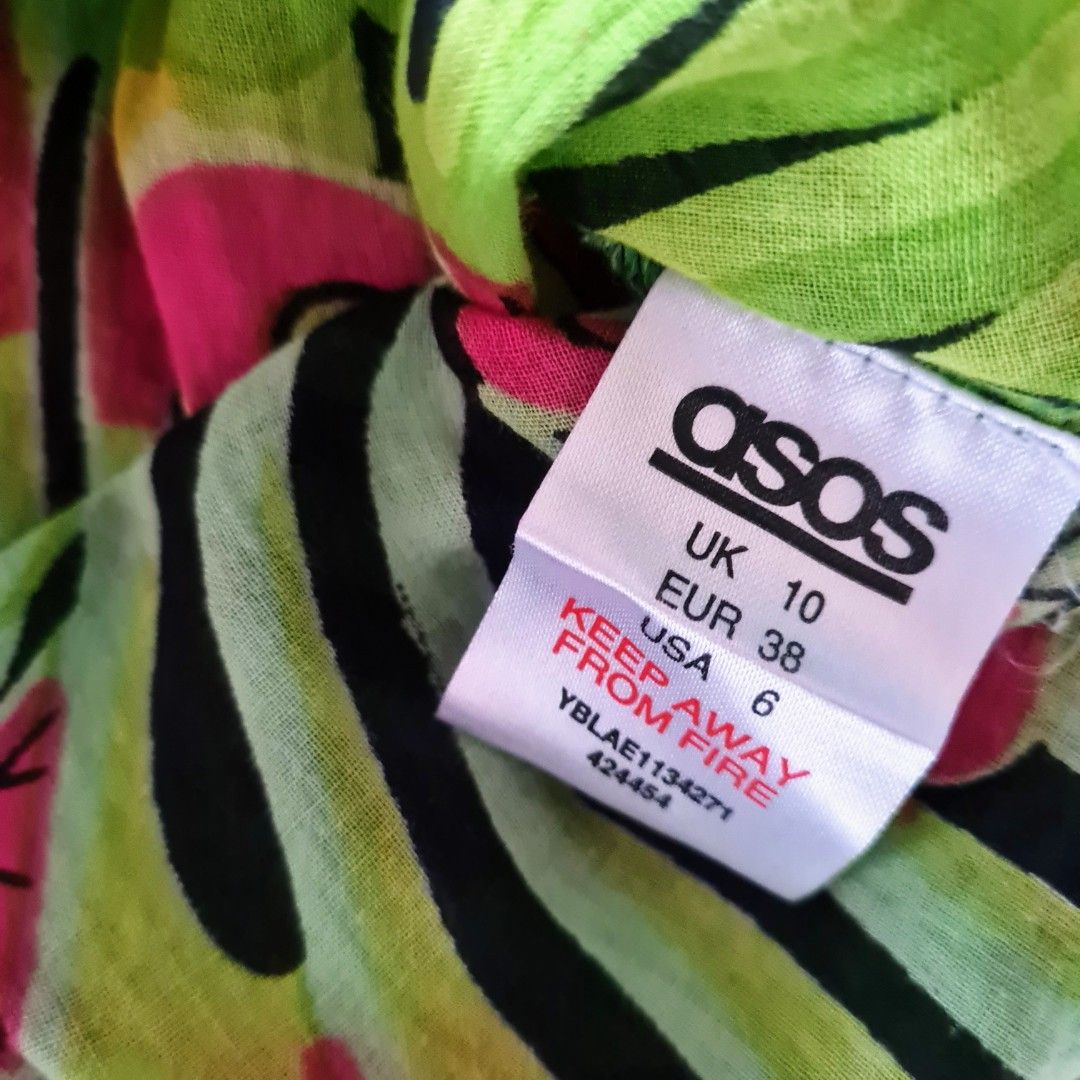 asos
UK 10
EUR 38
USA 6
KEEP AWAY
FROM FIRE
YBLAE1134271
424454